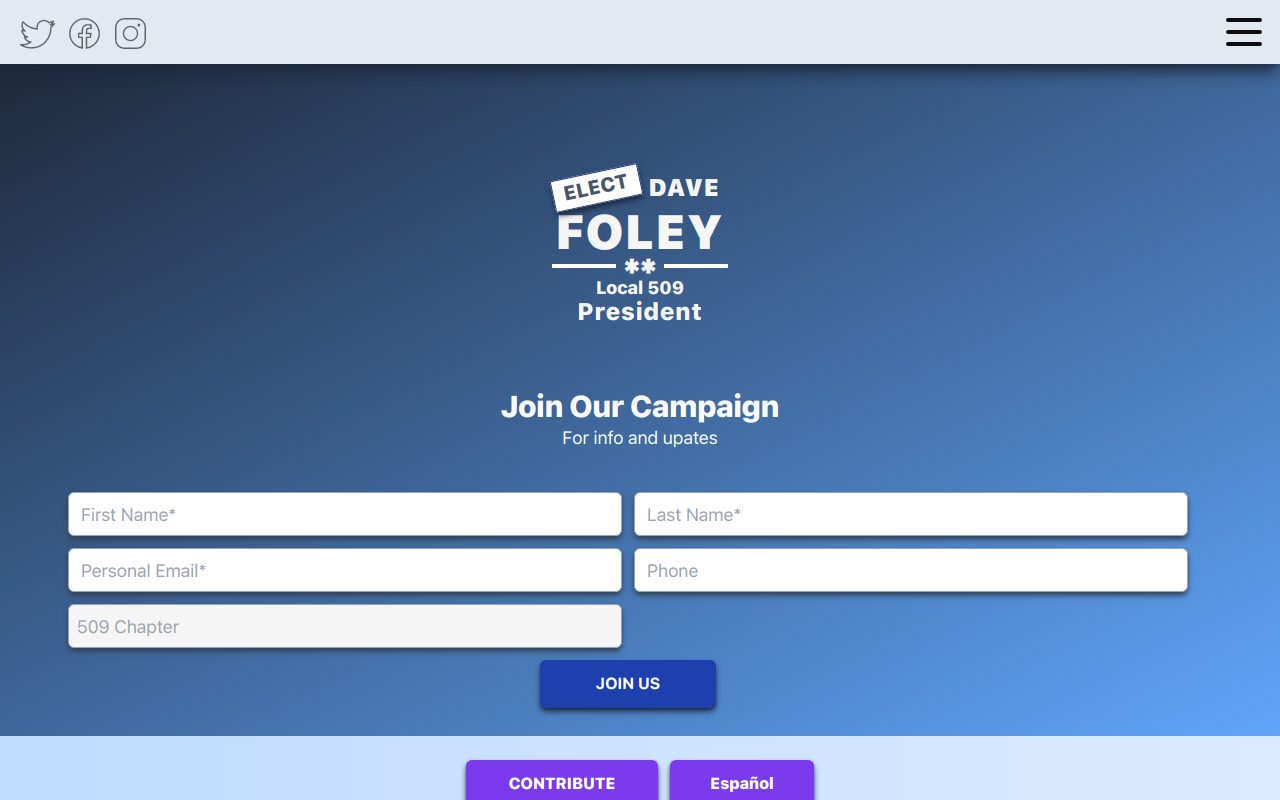 ELECT DAVE
FOLEY
✱✱
Local 509
President
Join Our Campaign
For info and upates
First Name*
Last Name*
Personal Email*
Phone
509 Chapter
JOIN US
CONTRIBUTE
Español